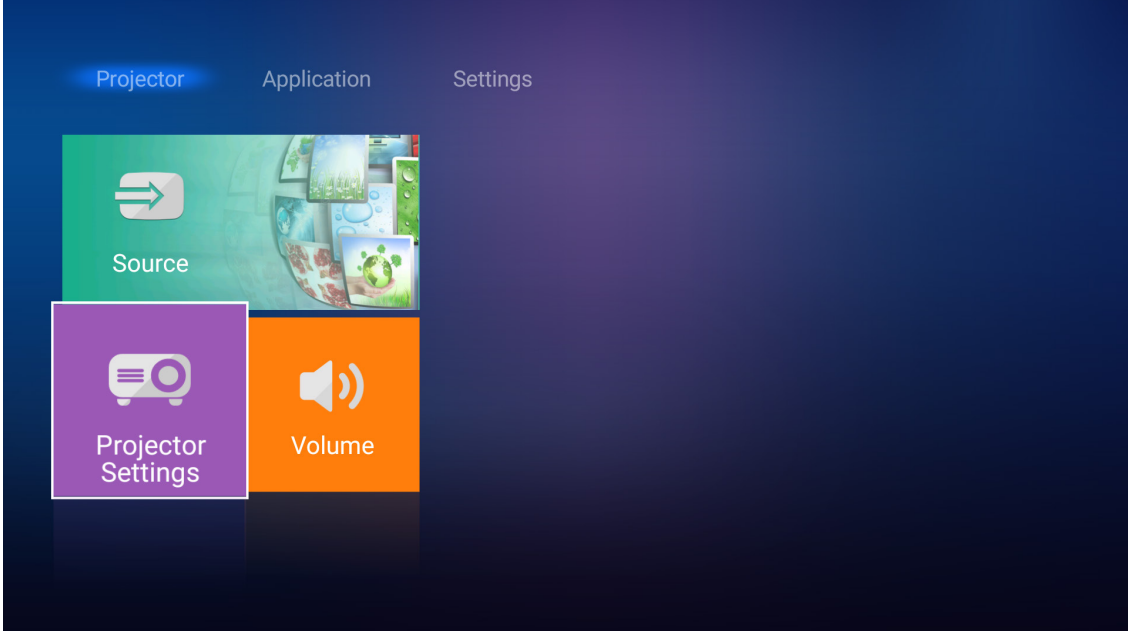 Projector
Application
Settings
Source
Projector
Settings
Volume